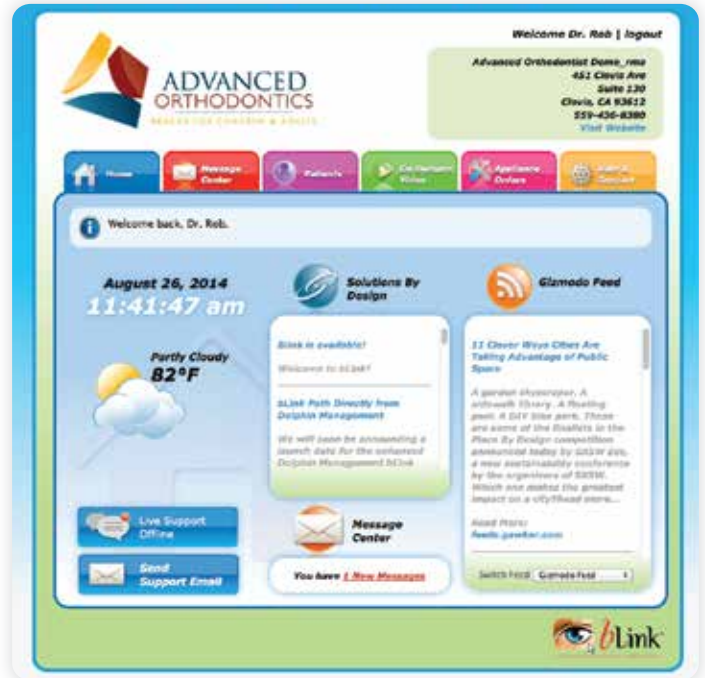 Welcome Dr. Rob | logout
Advanced Orthodontist Demo_rma
451 Clovis Ave
Suite 130
Clovis, CA 93612
559-436-8380
Visit Website
ADVANCED
ORTHODONTICS
BRACES FOR CHILDREN & ADULTS
Home
Message
Center
Patients
Appliance
Orders
Welcome back, Dr. Rob.
August 26, 2014
11:41:47 am
Partly Cloudy
82°F
Solutions By
Design
Blink is available!
Welcome to bLink!
bLink Path Directly from
Dolphin Management
We will soon be announcing a
launch date for the enhanced
Dolphin Management bLink
Gizmodo Feed
11 Clever Ways Cities Are
Taking Advantage of Public
Space
A garden skyscraper. A
sidewalk library. A floating
pool. A DIY bike park. These
are some of the finalists in the
Place By Design competition
announced today by SXSW Eco,
a new sustainability conference
by the organizers of SXSW.
Which one makes the greatest
impact on a city?Read more...
Read More:
feeds.gawker.com
Switch Feed: Gizmodo Feed
Live Support
Offline
Send
Support Email
Message
Center
You have 1 New Messages
bLink